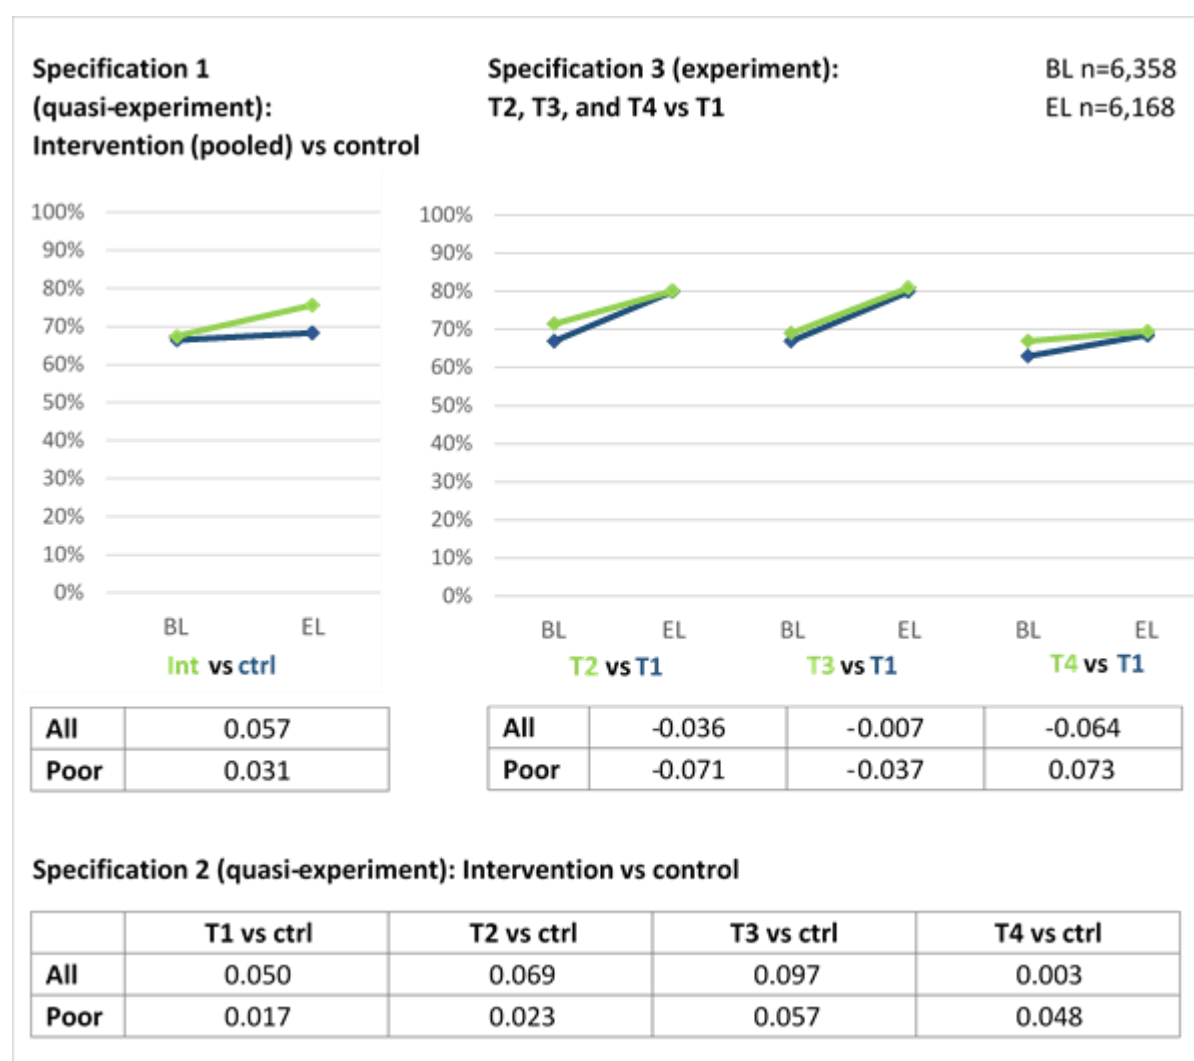 Specification 1
(quasi-experiment):
Intervention (pooled) vs control
Specification 3 (experiment):
T2, T3, and T4 vs T1
BL n=6,358
EL n=6,168
100%
90%
80%
70%
60%
50%
40%
30%
20%
10%
0%
BL EL
Int vs ctrl
100%
90%
80%
70%
60%
50%
40%
30%
20%
10%
0%
BL EL BL EL BL EL
T2 vs T1 T3 vs T1 T4 vs T1
All 0.057
Poor 0.031
All -0.036 -0.007 -0.064
Poor -0.071 -0.037 0.073
Specification 2 (quasi-experiment): Intervention vs control
T1 vs ctrl T2 vs ctrl T3 vs ctrl T4 vs ctrl
All 0.050 0.069 0.097 0.003
Poor 0.017 0.023 0.057 0.048